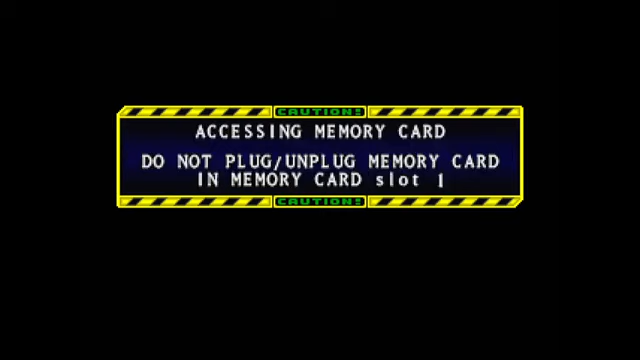 CAUTION!
ACCESSING MEMORY CARD
DO NOT PLUG/UNPLUG MEMORY CARD
IN MEMORY CARD slot 1
CAUTION!